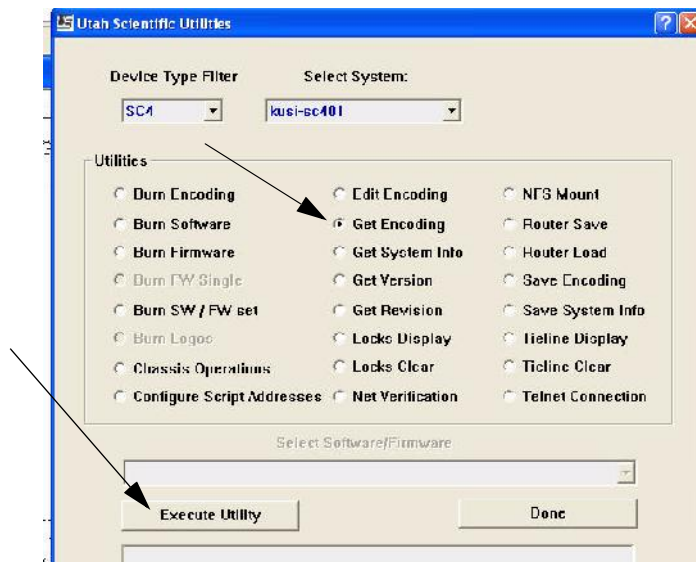 Utah Scientific Utilities
Device Type Filter
Select System:
SC4
kusi-sc401
Utilities
Burn Encoding
Edit Encoding
NFS Mount
Burn Software
Get Encoding
Router Save
Burn Firmware
Get System Info
Router Load
Burn FW Single
Get Version
Save Encoding
Burn SW / FW set
Get Revision
Save System Info
Burn Logos
Locks Display
Tieline Display
Chassis Operations
Locks Clear
Tieline Clear
Configure Script Addresses
Net Verification
Telnet Connection
Select Software/Firmware
Execute Utility
Done